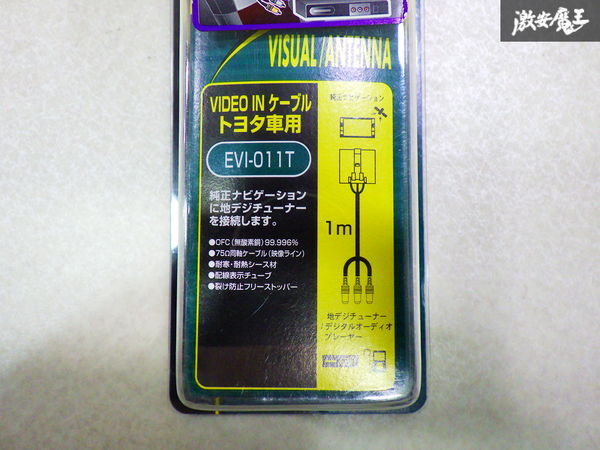 激安魔王
VISUAL/ANTENNA
VIDEO IN ケーブル
トヨタ車用
EVI-011T
純正ナビゲーション
に地デジチューナー
を接続します。
●OFC(無酸素銅)99.996%
●75Ω同軸ケーブル(映像ライン)
●耐寒・耐熱シース材
●配線表示チューブ
●裂け防止フリーストッパー
純正ナビゲーション
1m
地デジチューナー
/デジタルオーディオ
プレーヤー